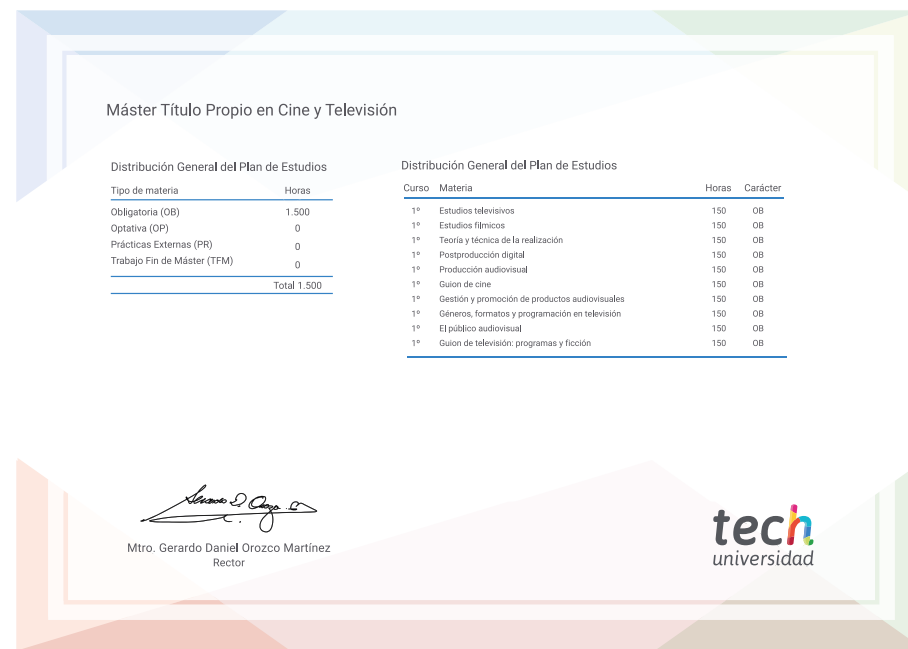 Máster Título Propio en Cine y Televisión
Distribución General del Plan de Estudios
Tipo de materia Horas
Obligatoria (OB) 1.500
Optativa (OP) 0
Prácticas Externas (PR) 0
Trabajo Fin de Máster (TFM) 0
Total 1.500
Distribución General del Plan de Estudios
Curso Materia Horas Carácter
1º Estudios televisivos 150 OB
1º Estudios fílmicos 150 OB
1º Teoría y técnica de la realización 150 OB
1º Postproducción digital 150 OB
1º Producción audiovisual 150 OB
1º Guion de cine 150 OB
1º Gestión y promoción de productos audiovisuales 150 OB
1º Géneros, formatos y programación en televisión 150 OB
1º El público audiovisual 150 OB
1º Guion de televisión: programas y ficción 150 OB
Mtro. Gerardo Daniel Orozco Martínez
Rector
tech
universidad